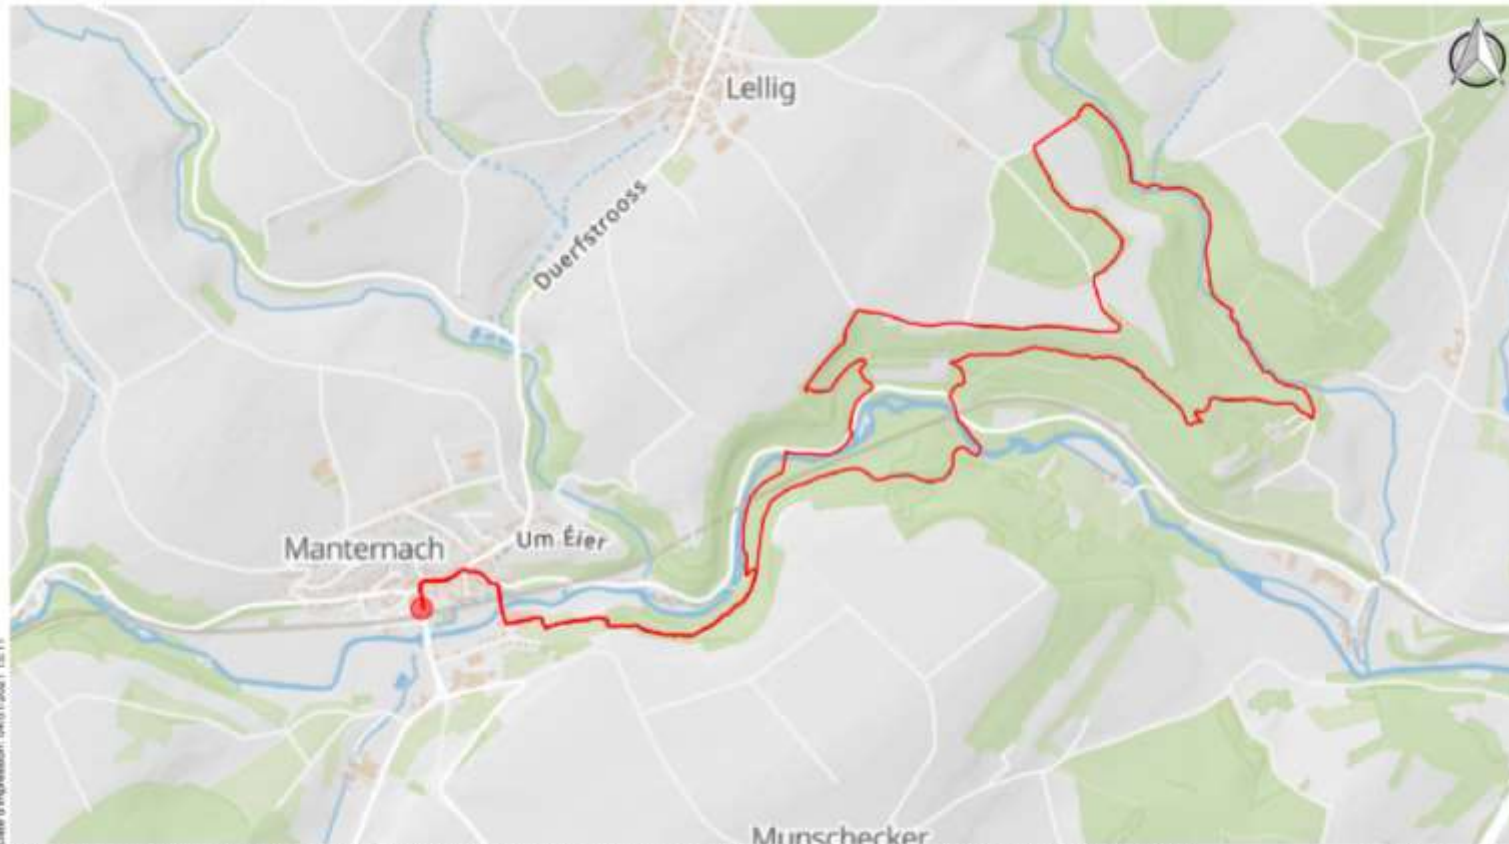 Lellig
Duerfstrooss
Um Éier
Manternach
Munschecker